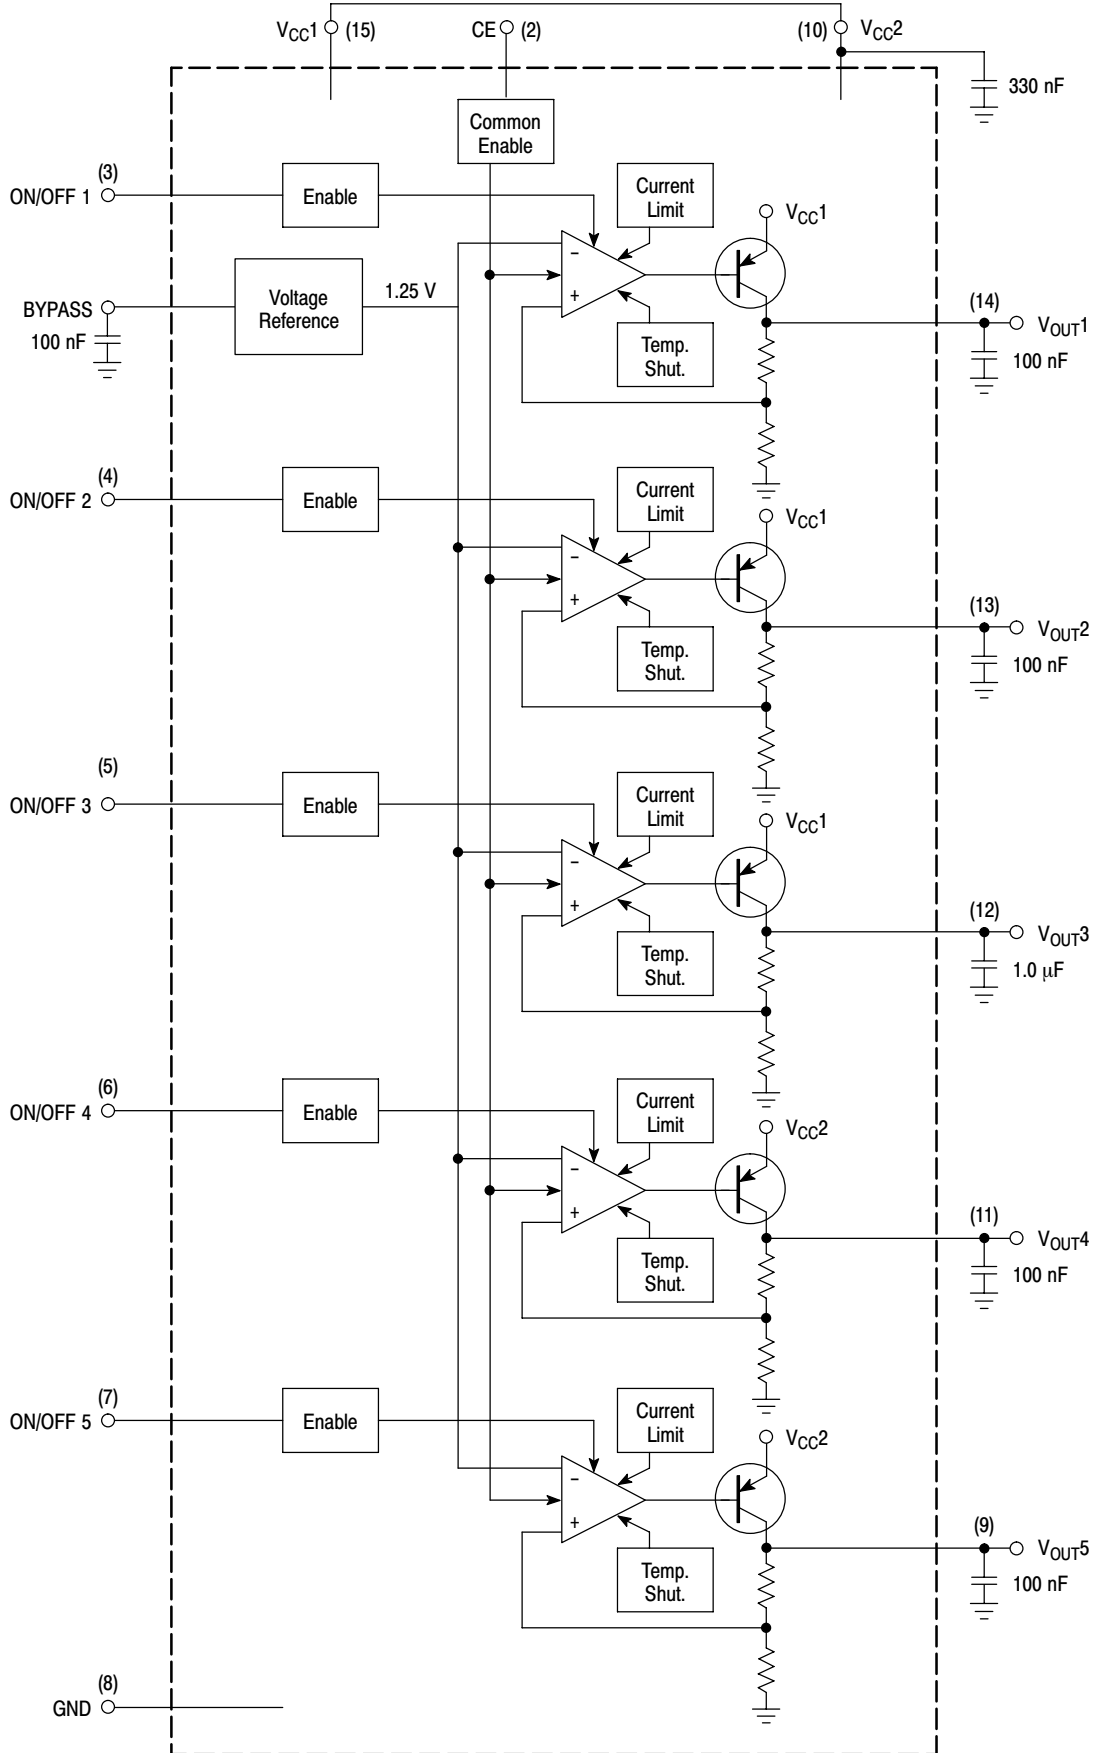 VCC1 (15) CE (2) (10) VCC2
330 nF
Common
Enable
(3)
ON/OFF 1
Enable
Current
Limit
VCC1
–
+
BYPASS
100 nF
Voltage
Reference
1.25 V
Temp.
Shut.
(14)
VOUT1
100 nF
(4)
ON/OFF 2
Enable
Current
Limit
VCC1
–
+
Temp.
Shut.
(13)
VOUT2
100 nF
(5)
ON/OFF 3
Enable
Current
Limit
VCC1
–
+
Temp.
Shut.
(12)
VOUT3
1.0 µF
(6)
ON/OFF 4
Enable
Current
Limit
VCC2
–
+
Temp.
Shut.
(11)
VOUT4
100 nF
(7)
ON/OFF 5
Enable
Current
Limit
VCC2
–
+
Temp.
Shut.
(9)
VOUT5
100 nF
(8)
GND